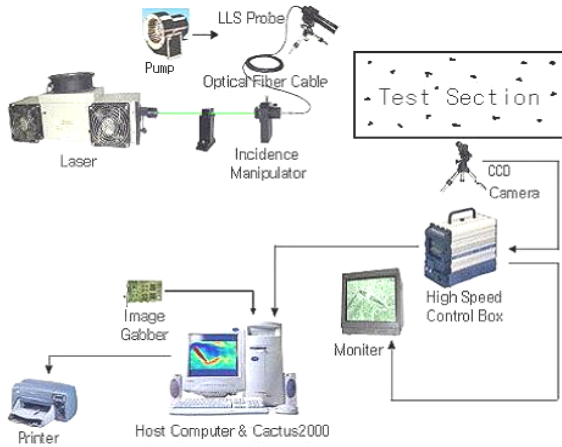 LLS Probe
Pump
Optical Fiber Cable
Test Section
Laser
Incidence
Manipulator
CCD
Camera
High Speed
Control Box
Image
Gabber
Moniter
Printer
Host Computer & Cactus2000